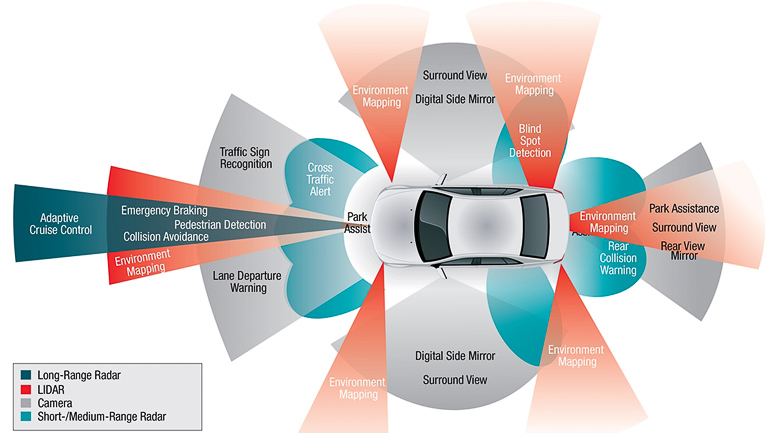 Environment
Mapping
Surround View
Digital Side Mirror
Environment
Mapping
Blind
Spot
Detection
Traffic Sign
Recognition
Cross
Traffic
Alert
Adaptive
Cruise Control
Emergency Braking
Pedestrian Detection
Collision Avoidance
Environment
Mapping
Park
Assist
Lane Departure
Warning
Environment
Mapping
Park Assistance
Surround View
Rear View
Mirror
Rear
Collision
Warning
Digital Side Mirror
Surround View
Environment
Mapping
Environment
Mapping
Long-Range Radar
LIDAR
Camera
Short-/Medium-Range Radar